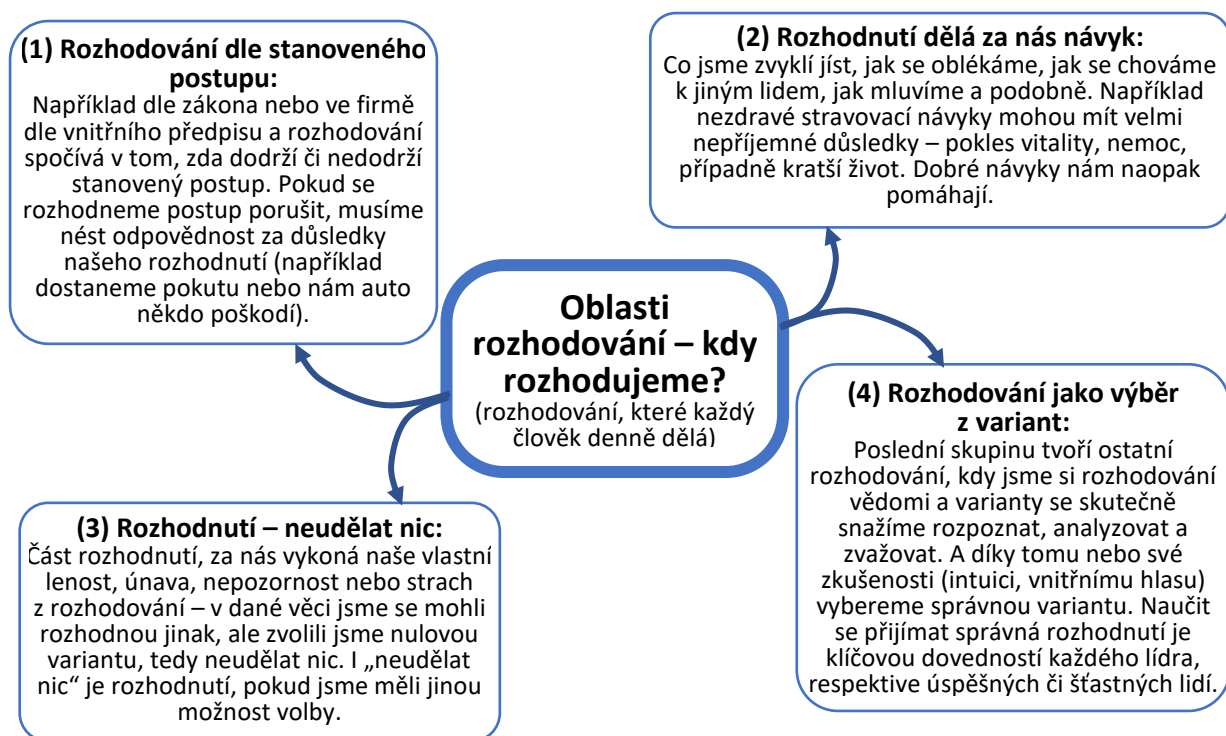 (1) Rozhodování dle stanoveného
postupu:
Například dle zákona nebo ve firmě
dle vnitřního předpisu a rozhodování
spočívá v tom, zda dodrží či nedodrží
stanovený postup. Pokud se
rozhodneme postup porušit, musíme
nést odpovědnost za důsledky
našeho rozhodnutí (například
dostaneme pokutu nebo nám auto
někdo poškodí).
(2) Rozhodnutí dělá za nás návyk:
Co jsme zvyklí jíst, jak se oblékáme, jak se chováme
k jiným lidem, jak mluvíme a podobně. Například
nezdravé stravovací návyky mohou mít velmi
nepříjemné důsledky – pokles vitality, nemoc,
případně kratší život. Dobré návyky nám naopak
pomáhají.
Oblasti
rozhodování – kdy
rozhodujeme?
(rozhodování, které každý
člověk denně dělá)
(3) Rozhodnutí – neudělat nic:
Část rozhodnutí, za nás vykoná naše vlastní
lenost, únava, nepozornost nebo strach
z rozhodování – v dané věci jsme se mohli
rozhodnou jinak, ale zvolili jsme nulovou
variantu, tedy neudělat nic. I „neudělat
nic“ je rozhodnutí, pokud jsme měli jinou
možnost volby.
(4) Rozhodování jako výběr
z variant:
Poslední skupinu tvoří ostatní
rozhodování, kdy jsme si rozhodování
vědomi a varianty se skutečně
snažíme rozpoznat, analyzovat a
zvažovat. A díky tomu nebo své
zkušenosti (intuici, vnitřnímu hlasu)
vybereme správnou variantu. Naučit
se přijímat správná rozhodnutí je
klíčovou dovedností každého lídra,
respektive úspěšných či šťastných lidí.